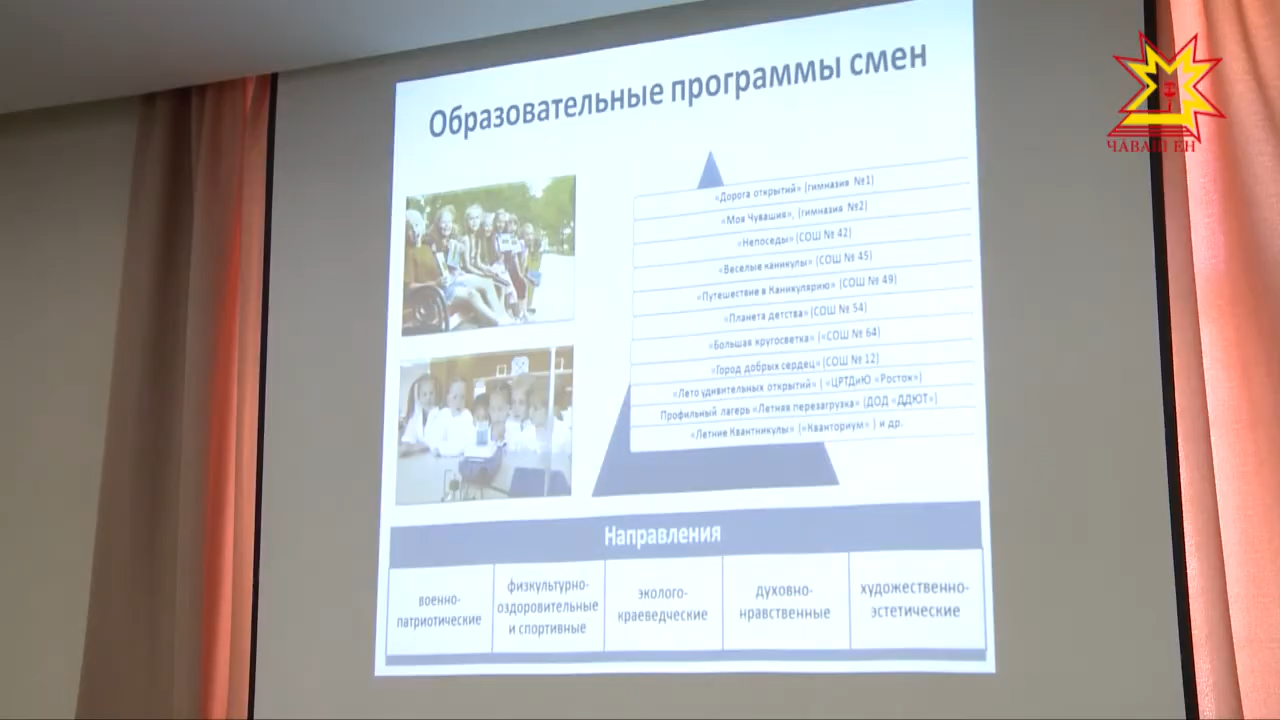 Образовательные программы смен
ЧӐВАШ ЕН
«Дорога открытий» (гимназия №1)
«Моя Чувашия», (гимназия №2)
«Непоседы» (СОШ № 42)
«Веселые каникулы» (СОШ № 45)
«Путешествие в Каникулярию» (СОШ № 49)
«Планета детства» (СОШ № 54)
«Большая кругосветка» («СОШ № 64)
«Город добрых сердец» (СОШ № 12)
«Лето удивительных открытий» ( «ЦРТДиЮ «Росток»)
Профильный лагерь «Летняя перезагрузка» (ДОД «ДДЮТ»)
«Летние Квантникулы» («Кванториум» ) и др.
Направления
военно-
патриотические
физкультурно-
оздоровительные
и спортивные
эколого-
краеведческие
духовно-
нравственные
художественно-
эстетические